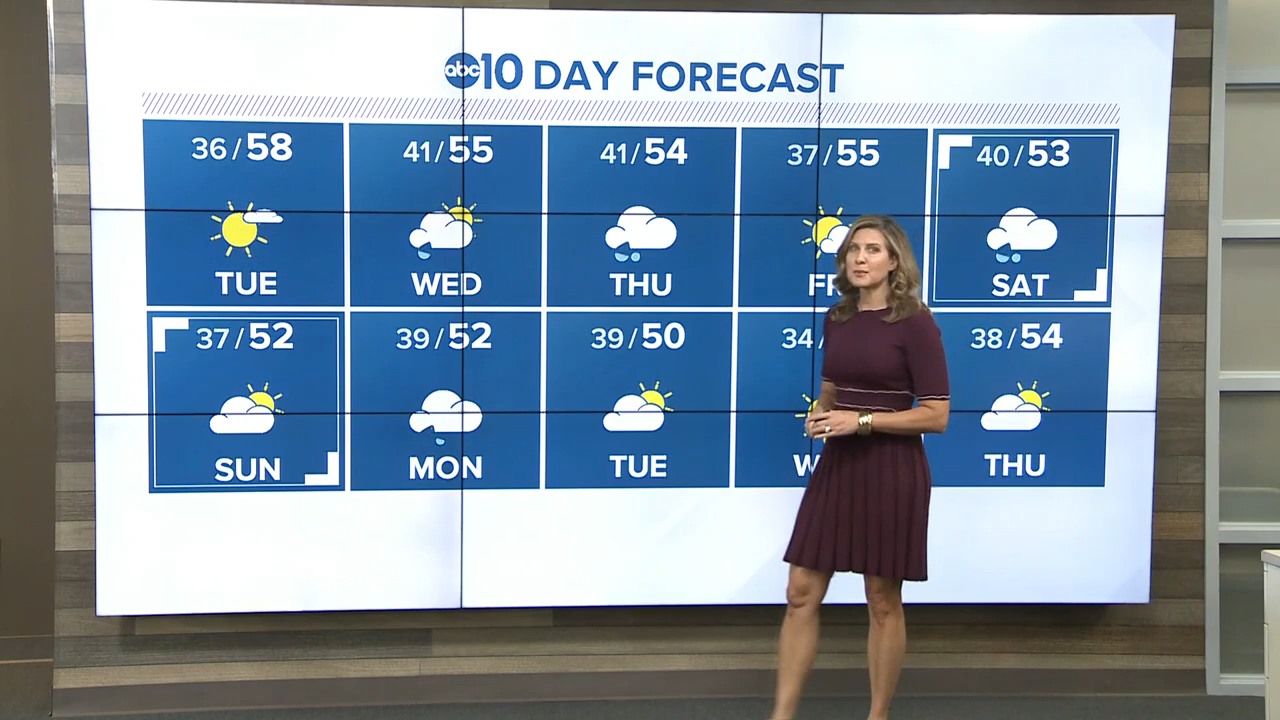 abc10 DAY FORECAST
36/58 41/55 41/54 37/55 40/53
TUE WED THU SAT
37/52 39/52 39/50 34/ 38/54
SUN MON TUE THU